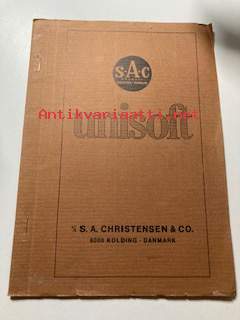 S·A·C
Antikvariaatti.net
unisoft
A/S S. A. CHRISTENSEN & CO.
6000 KOLDING - DANMARK